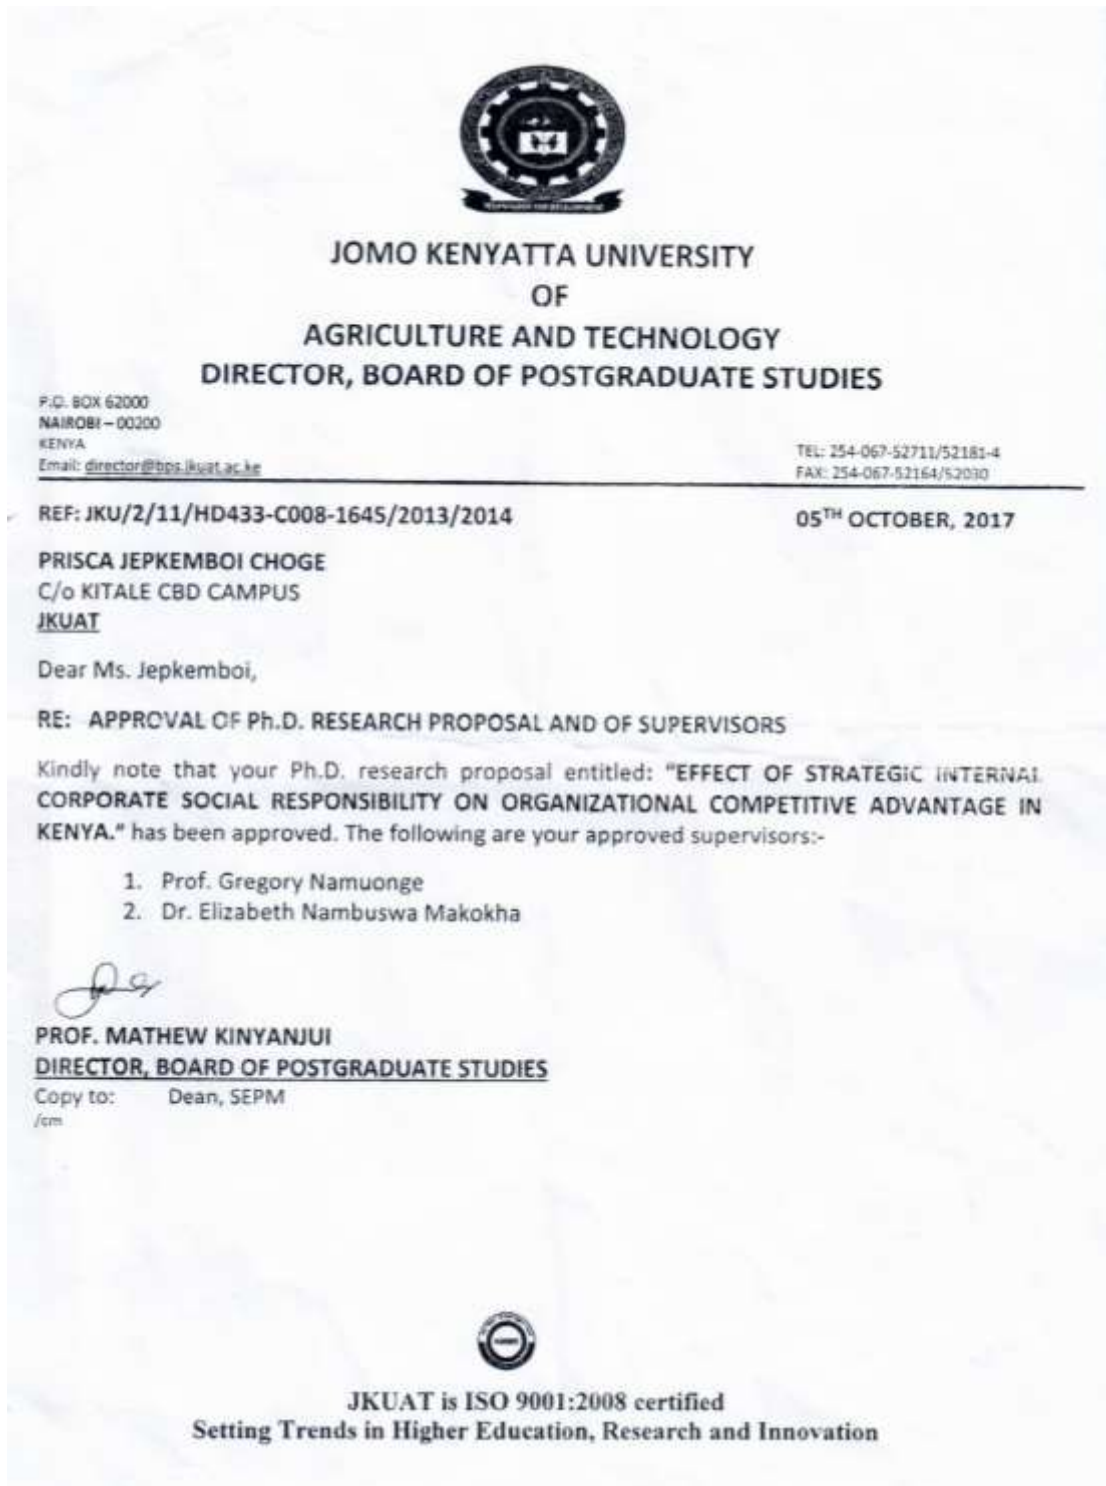 JOMO KENYATTA UNIVERSITY
OF
AGRICULTURE AND TECHNOLOGY
DIRECTOR, BOARD OF POSTGRADUATE STUDIES
P.O. BOX 62000
NAIROBI – 00200
KENYA
Email: director@bps.jkuat.ac.ke
TEL: 254-067-52711/52181-4
FAX: 254-067-52164/52030
REF: JKU/2/11/HD433-C008-1645/2013/2014
05TH OCTOBER, 2017
PRISCA JEPKEMBOI CHOGE
C/o KITALE CBD CAMPUS
JKUAT
Dear Ms. Jepkemboi,
RE: APPROVAL OF Ph.D. RESEARCH PROPOSAL AND OF SUPERVISORS
Kindly note that your Ph.D. research proposal entitled: "EFFECT OF STRATEGIC INTERNAL
CORPORATE SOCIAL RESPONSIBILITY ON ORGANIZATIONAL COMPETITIVE ADVANTAGE IN
KENYA." has been approved. The following are your approved supervisors:-
1. Prof. Gregory Namuonge
2. Dr. Elizabeth Nambuswa Makokha
PROF. MATHEW KINYANJUI
DIRECTOR, BOARD OF POSTGRADUATE STUDIES
Copy to: Dean, SEPM
/cm
JKUAT is ISO 9001:2008 certified
Setting Trends in Higher Education, Research and Innovation